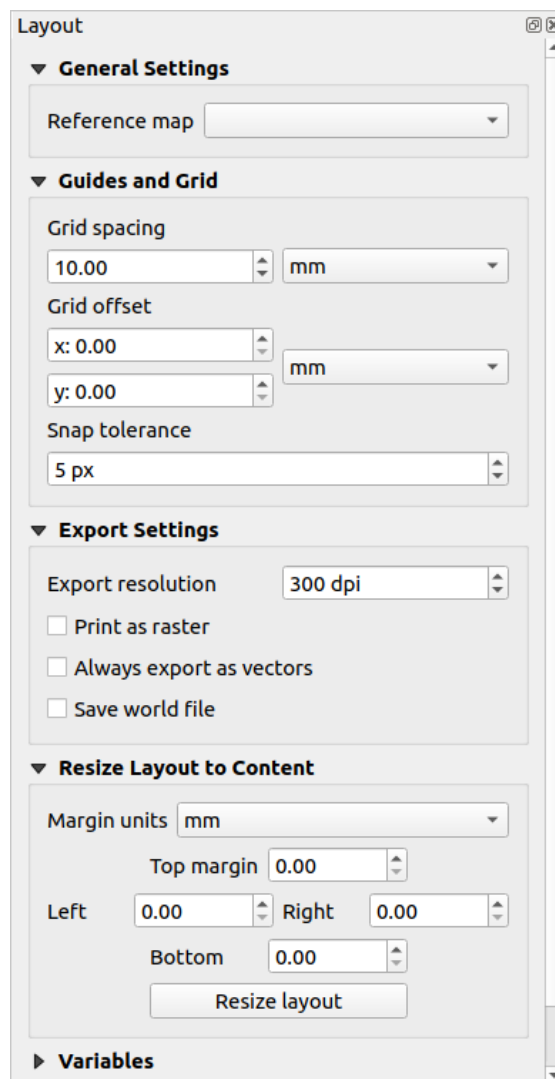 Layout
General Settings
Reference map
Guides and Grid
Grid spacing
10.00 mm
Grid offset
x: 0.00
mm
y: 0.00
Snap tolerance
5 px
Export Settings
Export resolution 300 dpi
Print as raster
Always export as vectors
Save world file
Resize Layout to Content
Margin units mm
Top margin 0.00
Left 0.00 Right 0.00
Bottom 0.00
Resize layout
Variables